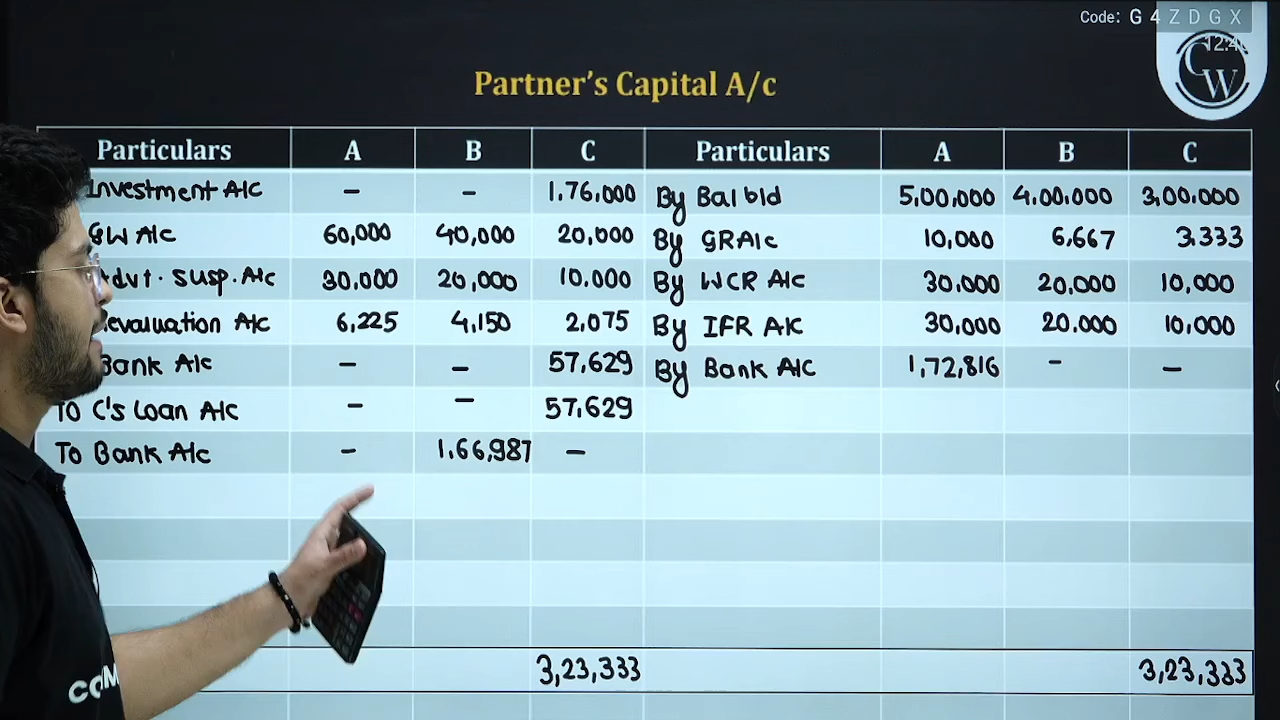 Code: G 4 Z D G X
12:4
CW
Partner's Capital A/c
Particulars A B C Particulars A B C
Investment A/c – – 1,76,000 By Bal b/d 5,00,000 4,00,000 3,00,000
GW A/c 60,000 40,000 20,000 By GR A/c 10,000 6,667 3,333
Advt. Susp. A/c 30,000 20,000 10,000 By WCR A/c 30,000 20,000 10,000
evaluation A/c 6,225 4,150 2,075 By IFR A/c 30,000 20,000 10,000
Bank A/c – – 57,629 By Bank A/c 1,72,816 – –
To C's Loan A/c – – 57,629
To Bank A/c – 1,66,987 –
3,23,333 3,23,333